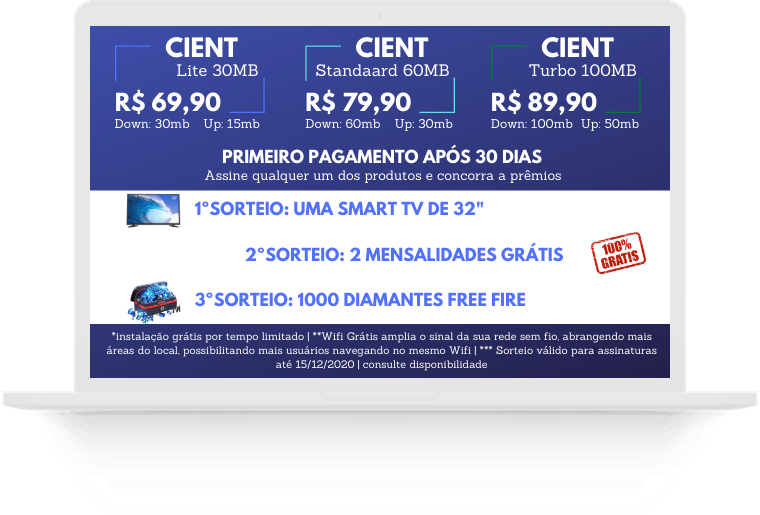 CIENT
Lite 30MB
R$ 69,90
Down: 30mb Up: 15mb
CIENT
Standaard 60MB
R$ 79,90
Down: 60mb Up: 30mb
CIENT
Turbo 100MB
R$ 89,90
Down: 100mb Up: 50mb
PRIMEIRO PAGAMENTO APÓS 30 DIAS
Assine qualquer um dos produtos e concorra a prêmios
1°SORTEIO: UMA SMART TV DE 32"
2°SORTEIO: 2 MENSALIDADES GRÁTIS
100%
GRATIS
3°SORTEIO: 1000 DIAMANTES FREE FIRE
*instalação grátis por tempo limitado | **Wifi Grátis amplia o sinal da sua rede sem fio, abrangendo mais
áreas do local, possibilitando mais usuários navegando no mesmo Wifi | *** Sorteio válido para assinaturas
até 15/12/2020 | consulte disponibilidade